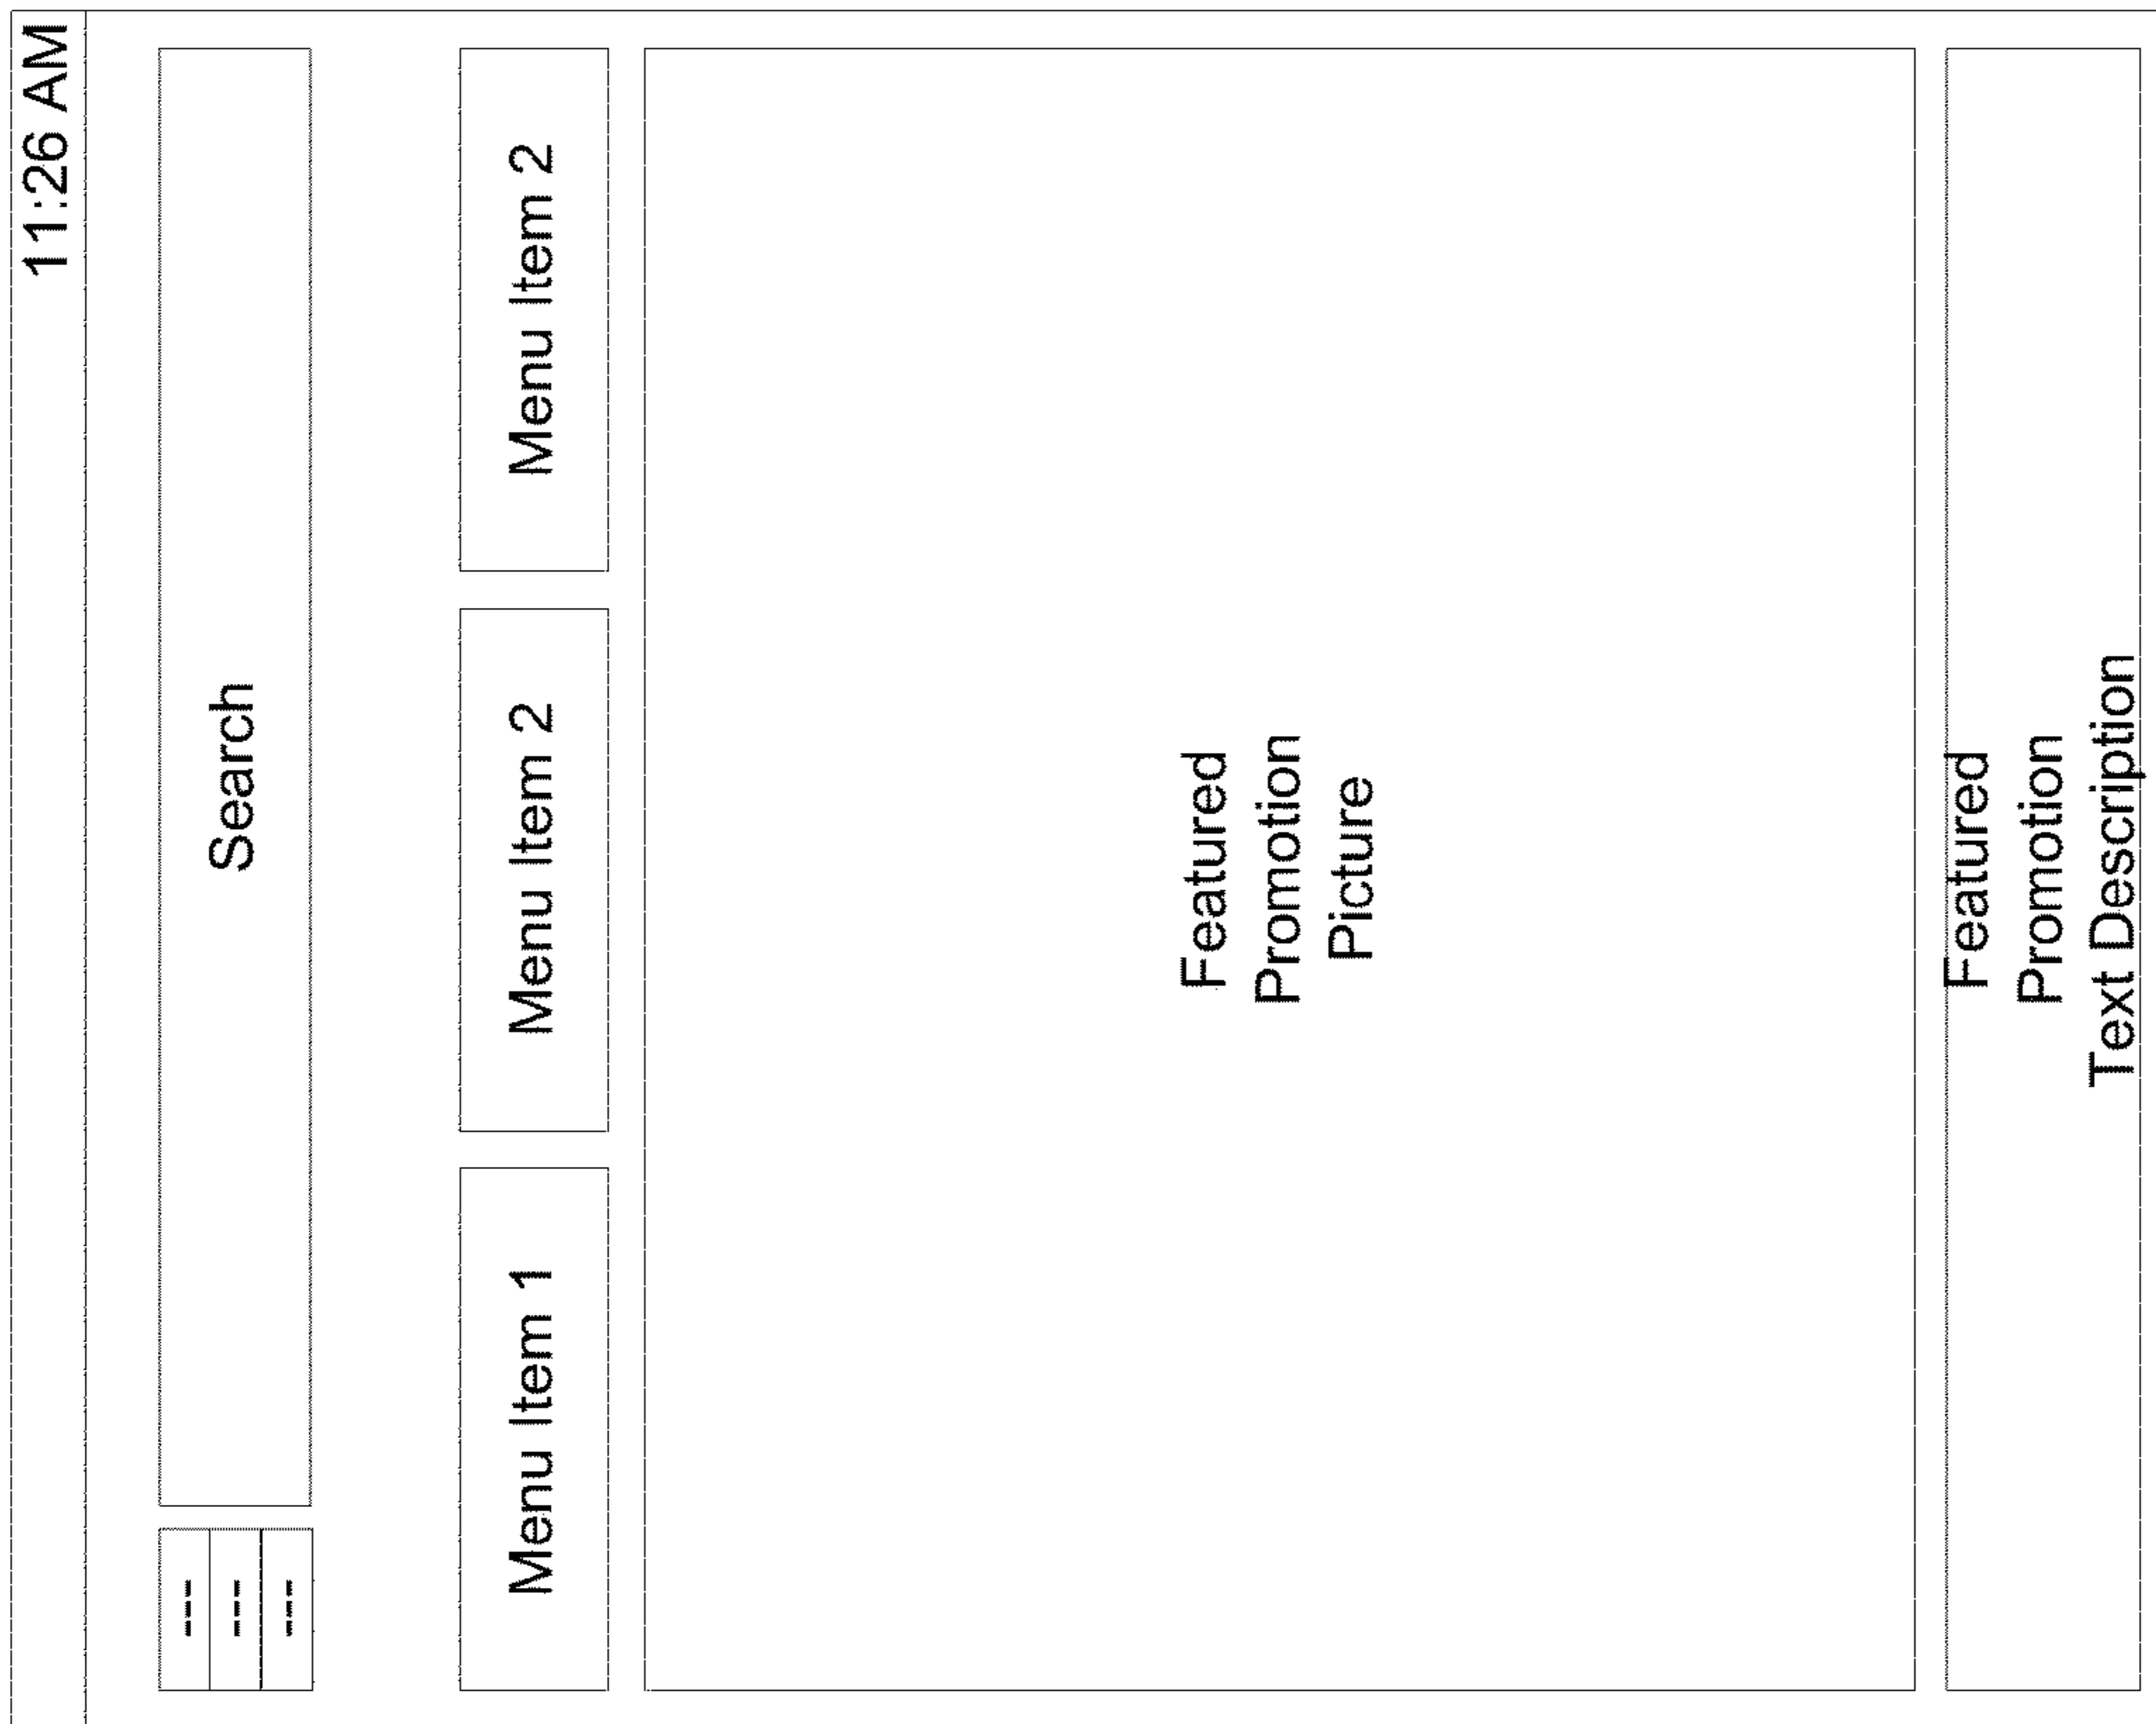 11:26 AM
---
---
---
Search
Menu Item 1
Menu Item 2
Menu Item 2
Featured
Promotion
Picture
Featured
Promotion
Text Description